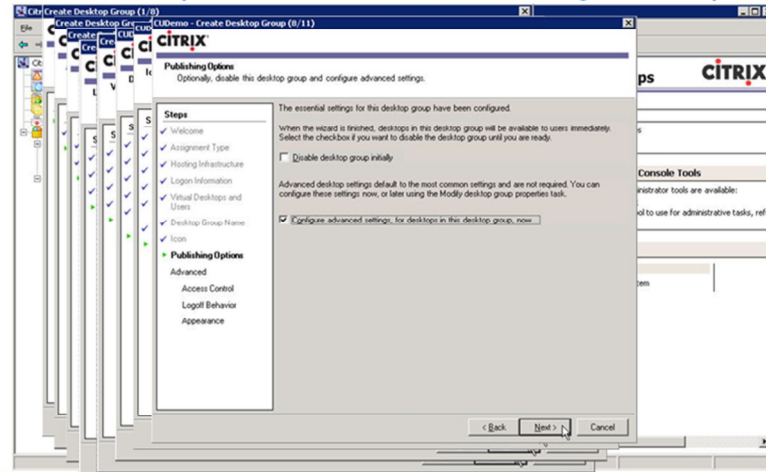 Create Desktop Group (1/8)
CUDemo - Create Desktop Group (8/11)
CITRIX
Publishing Options
Optionally, disable this desktop group and configure advanced settings.
Steps
Welcome
Assignment Type
Hosting Infrastructure
Logon Information
Virtual Desktops and
Users
Desktop Group Name
Icon
Publishing Options
Advanced
Access Control
Logoff Behavior
Appearance
The essential settings for this desktop group have been configured.
When the wizard is finished, desktops in this desktop group will be available to users immediately.
Select the checkbox if you want to disable the desktop group until you are ready.
Disable desktop group initially
Advanced desktop settings default to the most common settings and are not required. You can
configure these settings now, or later using the Modify desktop group properties task.
Configure advanced settings, for desktops in this desktop group, now
< Back
Next >
Cancel
CITRIX
Console Tools
tools are available:
to use for administrative tasks,